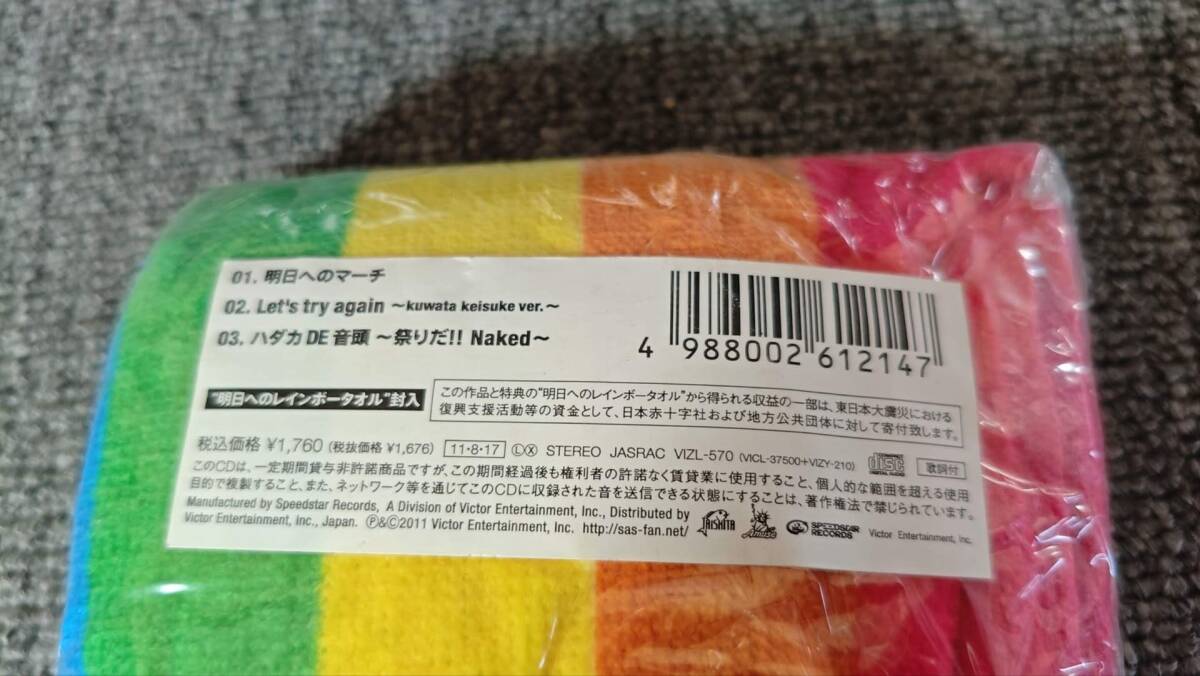 01. 明日へのマーチ
02. Let's try again ～kuwata keisuke ver.～
03. ハダカ DE 音頭 ～祭りだ!! Naked～
4 988002 612147
"明日へのレインボータオル"封入
この作品と特典の"明日へのレインボータオル"から得られる収益の一部は、東日本大震災における
復興支援活動等の資金として、日本赤十字社および地方公共団体に対して寄付致します。
税込価格 ¥1,760 (税抜価格 ¥1,676) 11・8・17 Ⓛ Ⓧ STEREO JASRAC VIZL-570 (VICL-37500+VIZY-210) disc DIGITAL AUDIO 歌詞付
このCDは、一定期間貸与非許諾商品ですが、この期間経過後も権利者の許諾なく賃貸業に使用すること、個人的な範囲を超える使用
目的で複製すること、また、ネットワーク等を通じてこのCDに収録された音を送信できる状態にすることは、著作権法で禁じられています。
Manufactured by Speedstar Records, A Division of Victor Entertainment, Inc., Distributed by
Victor Entertainment, Inc., Japan. Ⓟ&©2011 Victor Entertainment, Inc. http://sas-fan.net/ TAISHITA Amuse SPEEDSTAR RECORDS Victor Entertainment, Inc.